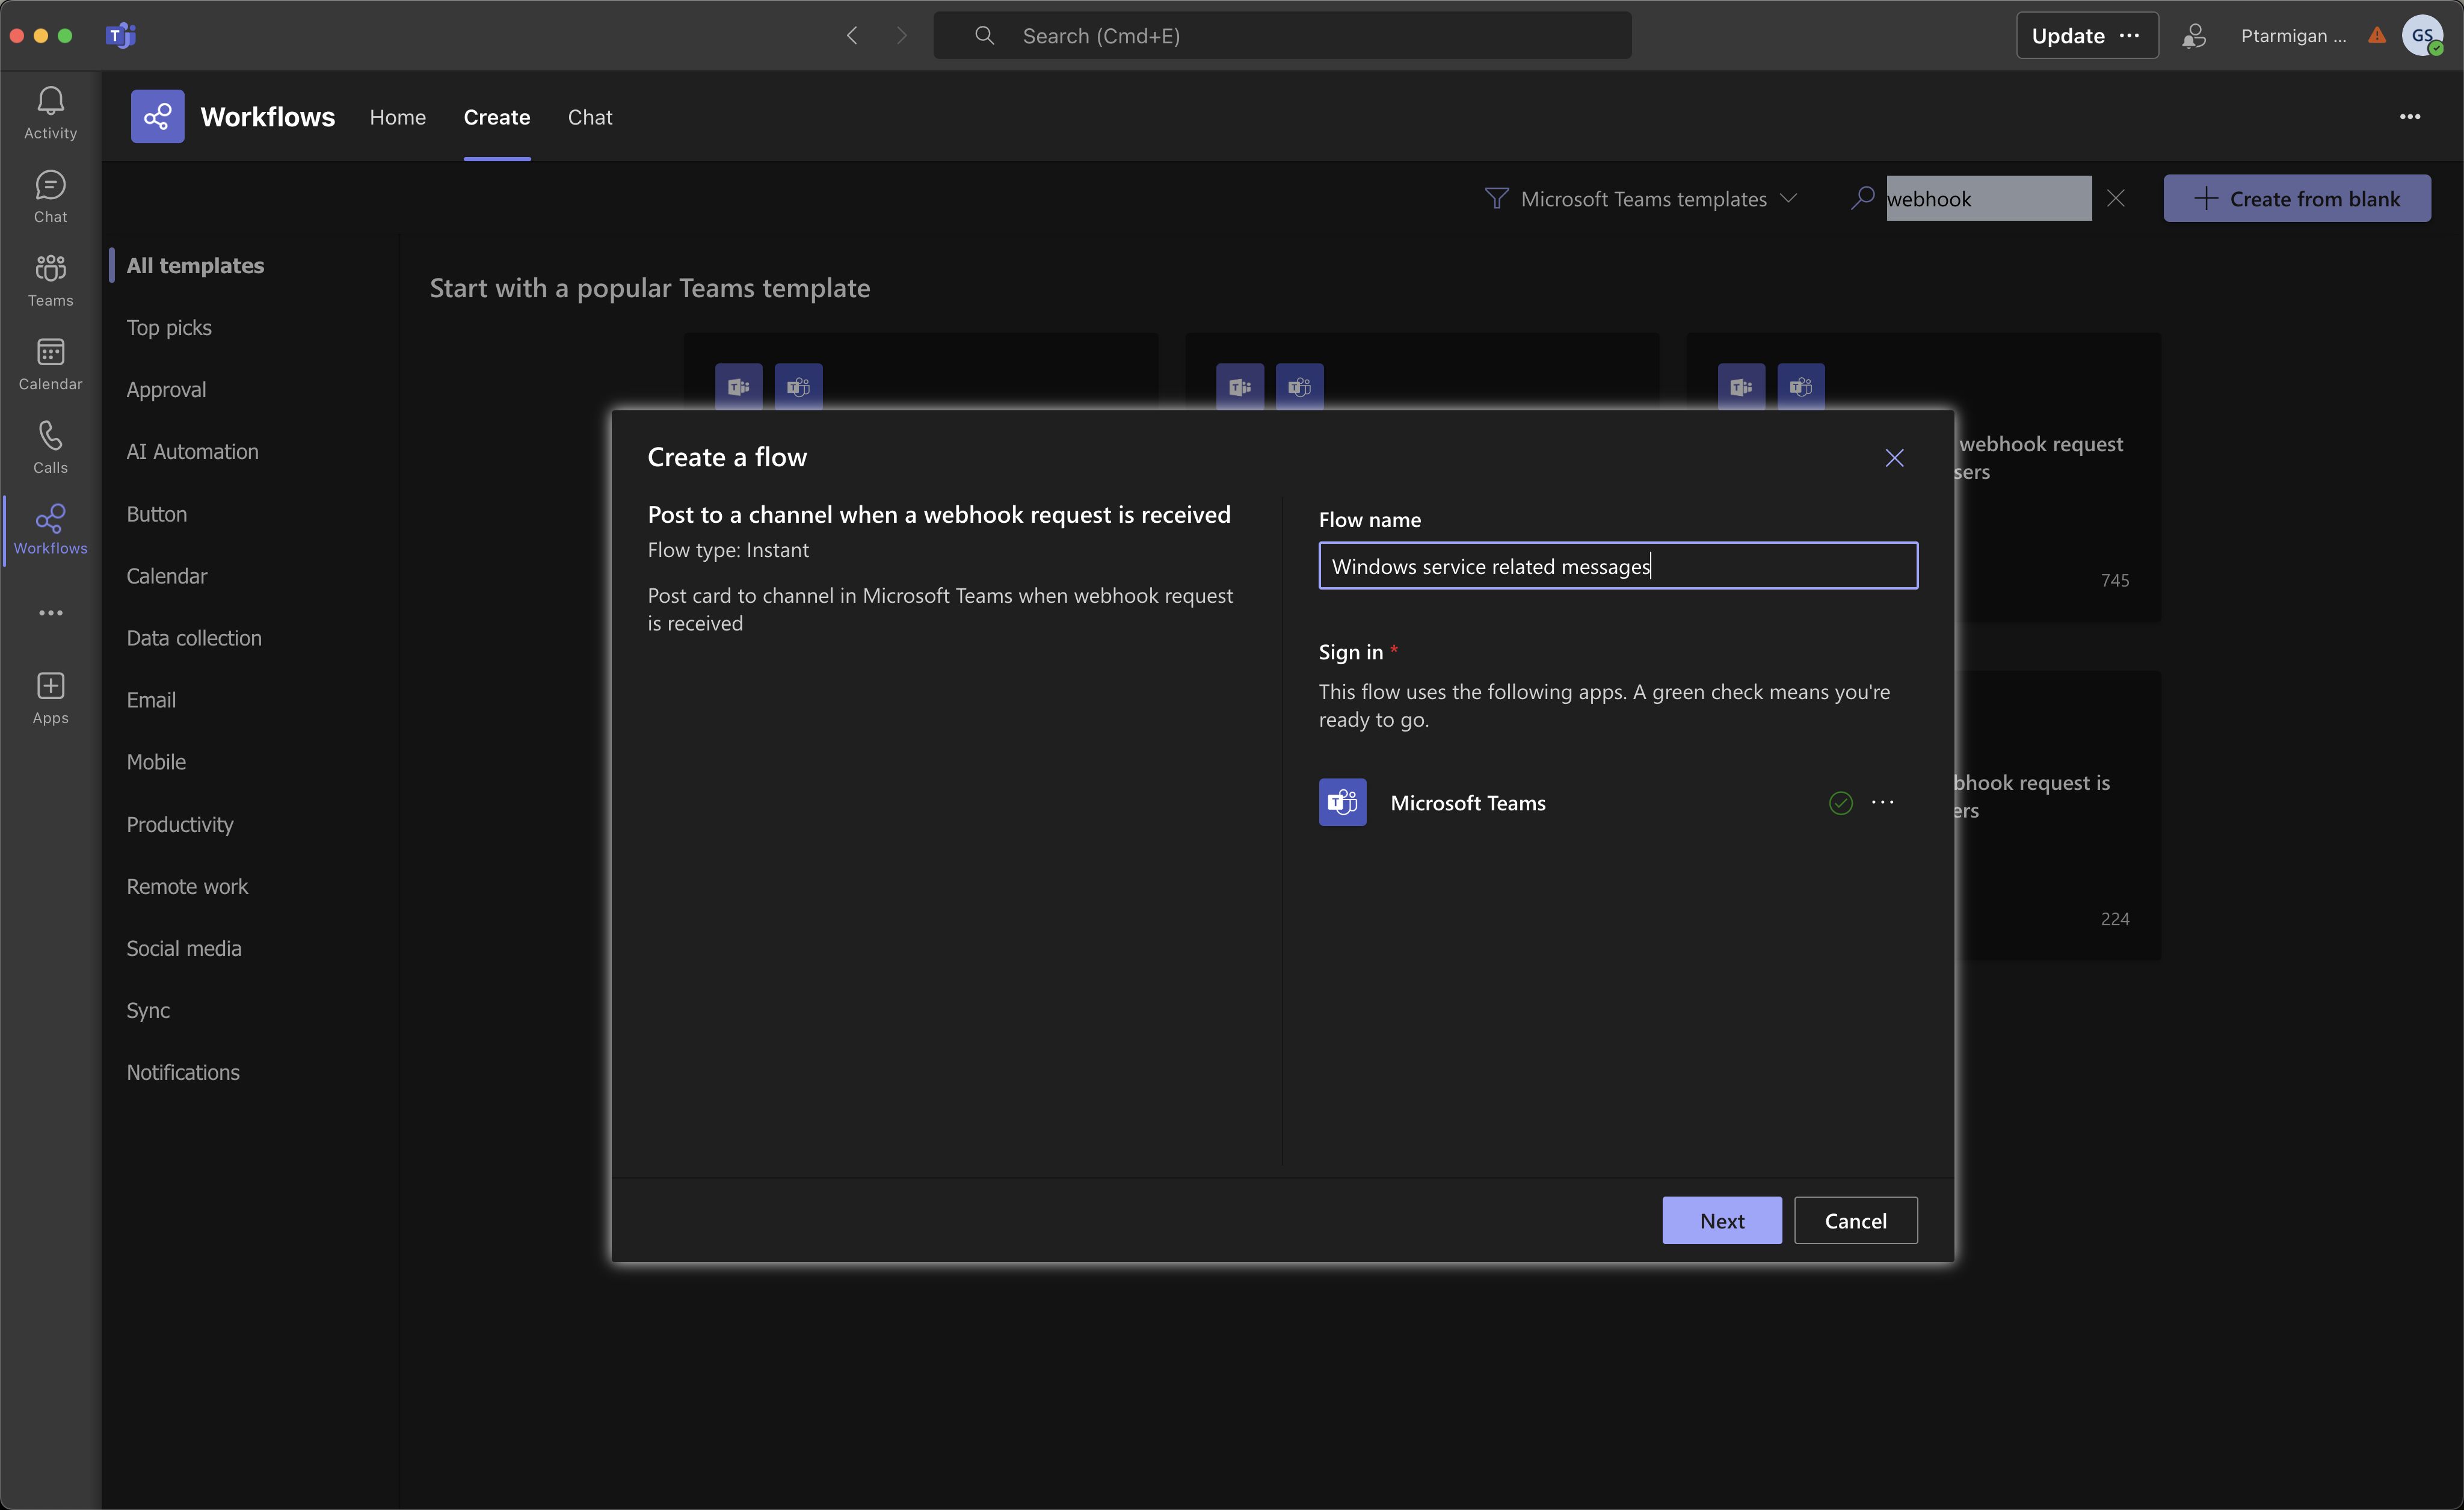 Search (Cmd+E)
Update
Ptarmigan ...
GS
Activity
Chat
Teams
Calendar
Calls
Workflows
Apps
Workflows
Home
Create
Chat
Microsoft Teams templates
webhook
Create from blank
All templates
Top picks
Approval
AI Automation
Button
Calendar
Data collection
Email
Mobile
Productivity
Remote work
Social media
Sync
Notifications
Start with a popular Teams template
webhook request
sers
745
bhook request is
ers
224
Create a flow
Post to a channel when a webhook request is received
Flow type: Instant
Post card to channel in Microsoft Teams when webhook request
is received
Flow name
Windows service related messages
Sign in *
This flow uses the following apps. A green check means you're
ready to go.
Microsoft Teams
Next
Cancel